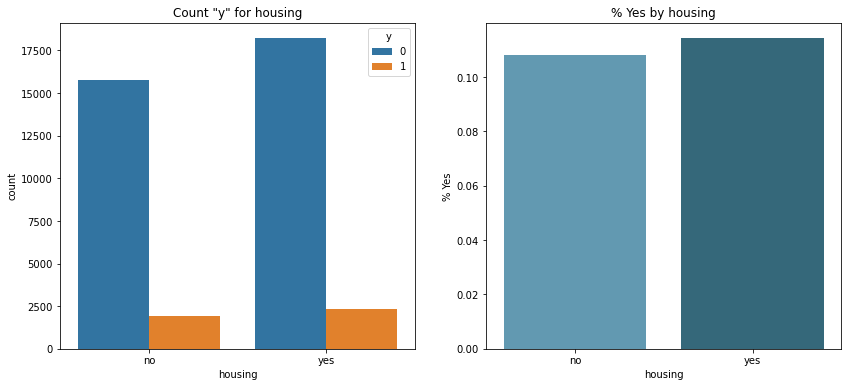 Count "y" for housing
y
0
1
17500
15000
12500
10000
7500
5000
2500
0
count
no
yes
housing
% Yes by housing
0.10
0.08
0.06
0.04
0.02
0.00
% Yes
no
yes
housing